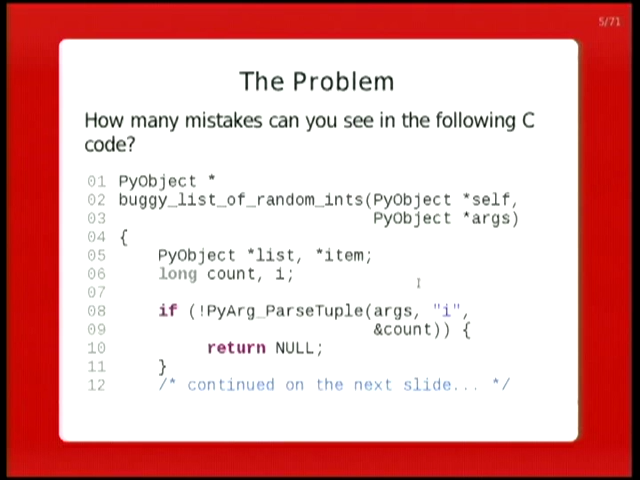 5/71
The Problem
How many mistakes can you see in the following C
code?
01 PyObject *
02 buggy_list_of_random_ints(PyObject *self,
03                           PyObject *args)
04 {
05     PyObject *list, *item;
06     long count, i;
07
08     if (!PyArg_ParseTuple(args, "i",
09                           &count)) {
10          return NULL;
11     }
12     /* continued on the next slide... */